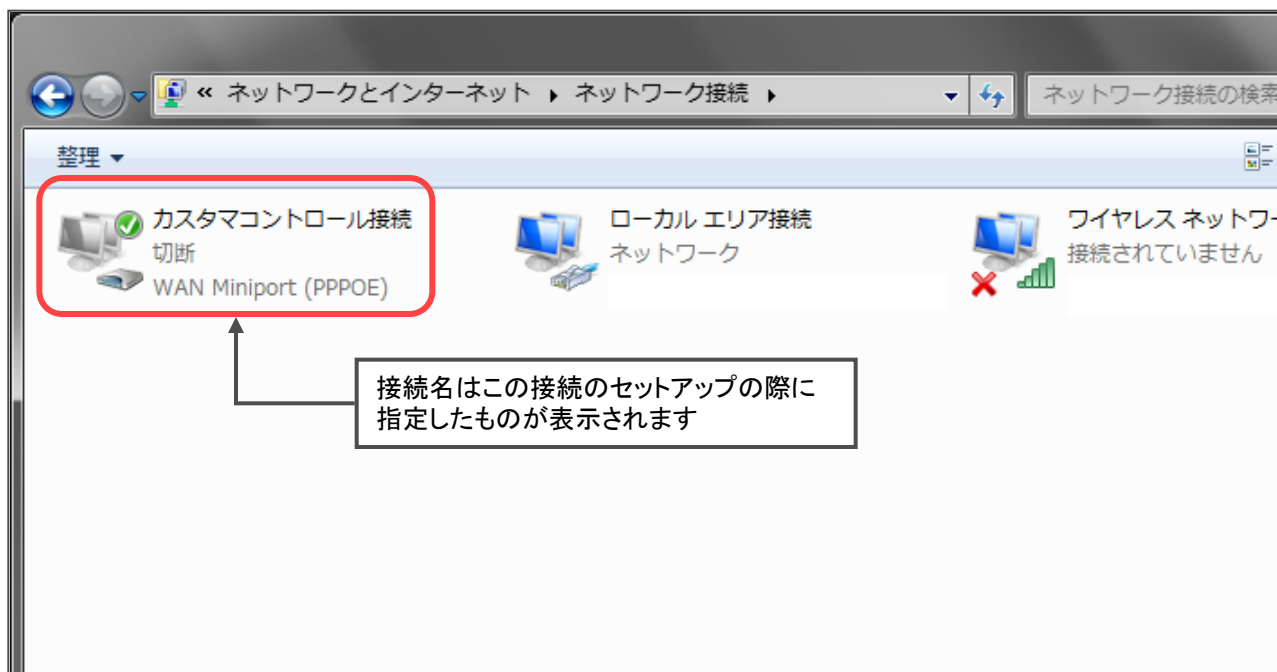 « ネットワークとインターネット ▸ ネットワーク接続 ▸
ネットワーク接続の検索
整理
カスタマコントロール接続
切断
WAN Miniport (PPPOE)
ローカル エリア接続
ネットワーク
ワイヤレス ネットワー
接続されていません
接続名はこの接続のセットアップの際に
指定したものが表示されます